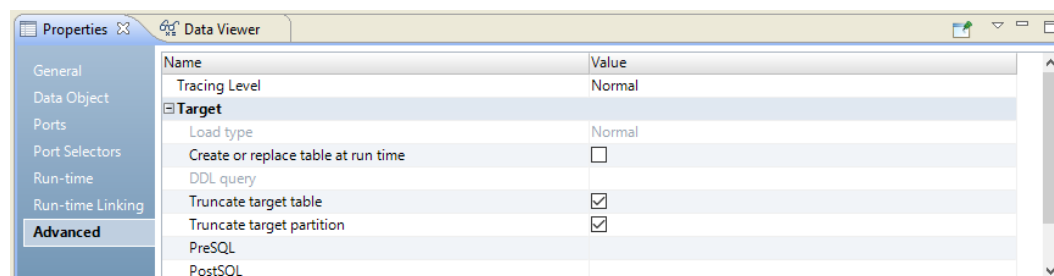 Properties Data Viewer
General
Data Object
Ports
Port Selectors
Run-time
Run-time Linking
Advanced
Name Value
Tracing Level Normal
Target
Load type Normal
Create or replace table at run time
DDL query
Truncate target table
Truncate target partition
PreSQL
PostSQL